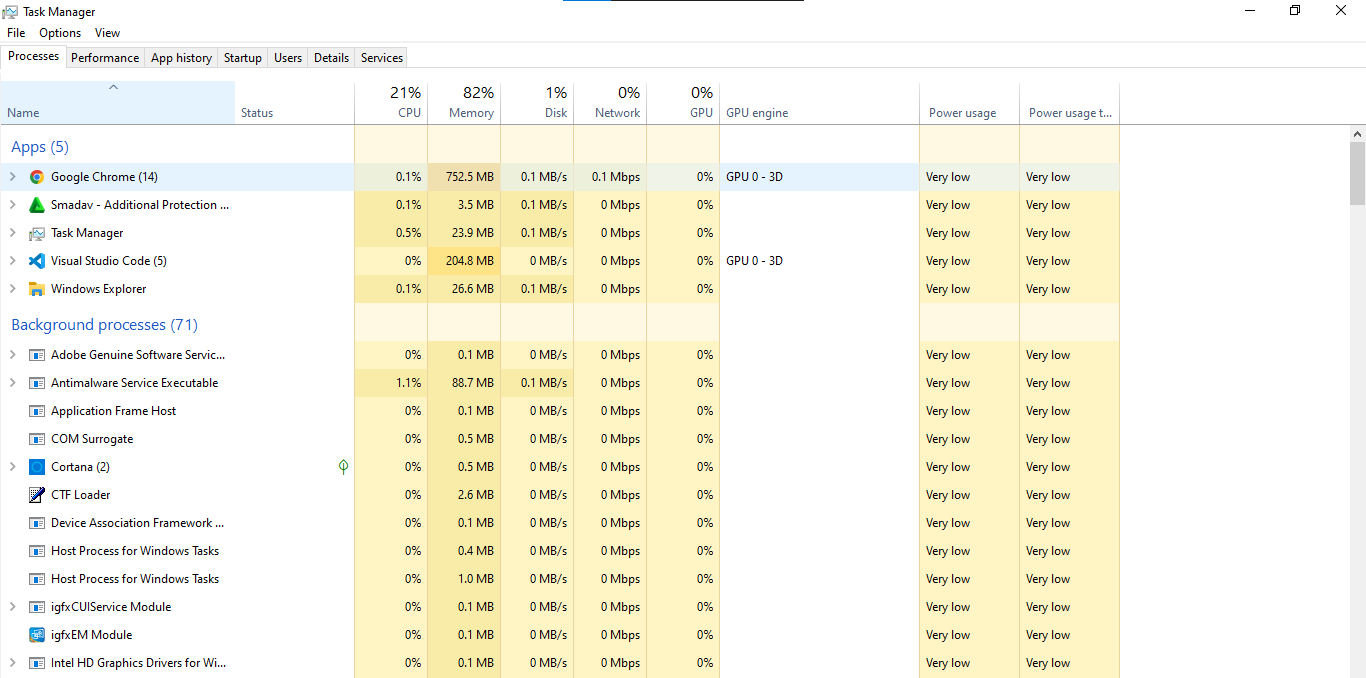 Task Manager
File Options View
Processes Performance App history Startup Users Details Services
21% 82% 1% 0% 0%
Name Status CPU Memory Disk Network GPU GPU engine Power usage Power usage t...
Apps (5)
Google Chrome (14) 0.1% 752.5 MB 0.1 MB/s 0.1 Mbps 0% GPU 0 - 3D Very low Very low
Smadav - Additional Protection ... 0.1% 3.5 MB 0.1 MB/s 0 Mbps 0% Very low Very low
Task Manager 0.5% 23.9 MB 0.1 MB/s 0 Mbps 0% Very low Very low
Visual Studio Code (5) 0% 204.8 MB 0 MB/s 0 Mbps 0% GPU 0 - 3D Very low Very low
Windows Explorer 0.1% 26.6 MB 0.1 MB/s 0 Mbps 0% Very low Very low
Background processes (71)
Adobe Genuine Software Servic... 0% 0.1 MB 0 MB/s 0 Mbps 0% Very low Very low
Antimalware Service Executable 1.1% 88.7 MB 0.1 MB/s 0 Mbps 0% Very low Very low
Application Frame Host 0% 0.1 MB 0 MB/s 0 Mbps 0% Very low Very low
COM Surrogate 0% 0.5 MB 0 MB/s 0 Mbps 0% Very low Very low
Cortana (2) 0% 0.5 MB 0 MB/s 0 Mbps 0% Very low Very low
CTF Loader 0% 2.6 MB 0 MB/s 0 Mbps 0% Very low Very low
Device Association Framework ... 0% 0.1 MB 0 MB/s 0 Mbps 0% Very low Very low
Host Process for Windows Tasks 0% 0.4 MB 0 MB/s 0 Mbps 0% Very low Very low
Host Process for Windows Tasks 0% 1.0 MB 0 MB/s 0 Mbps 0% Very low Very low
igfxCUIService Module 0% 0.1 MB 0 MB/s 0 Mbps 0% Very low Very low
igfxEM Module 0% 0.1 MB 0 MB/s 0 Mbps 0% Very low Very low
Intel HD Graphics Drivers for Wi... 0% 0.1 MB 0 MB/s 0 Mbps 0% Very low Very low